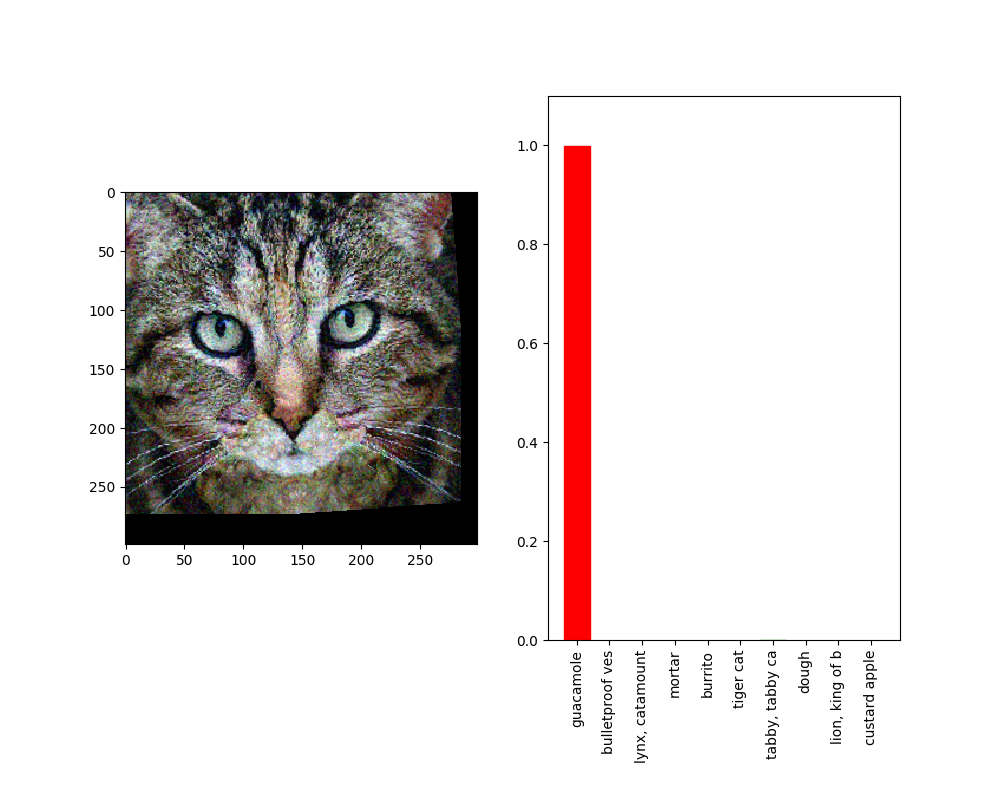 0
50
100
150
200
250
0 50 100 150 200 250
1.0
0.8
0.6
0.4
0.2
0.0
guacamole
bulletproof ves
lynx, catamount
mortar
burrito
tiger cat
tabby, tabby ca
dough
lion, king of b
custard apple